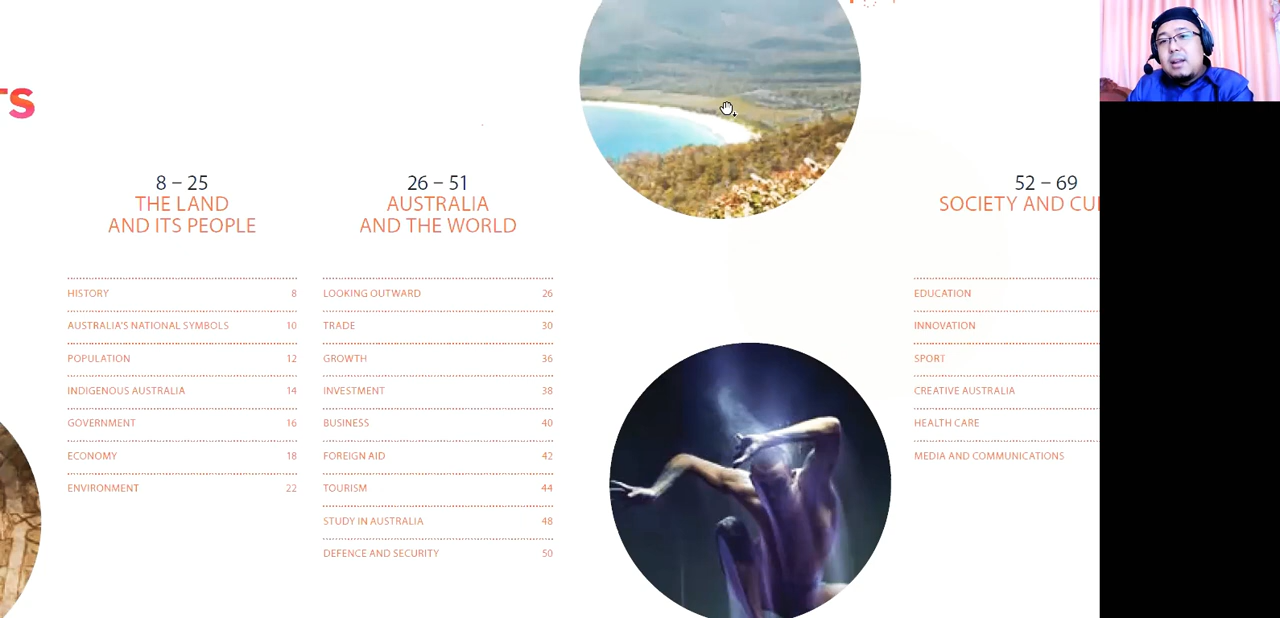 TS
8 – 25
THE LAND
AND ITS PEOPLE
HISTORY 8
AUSTRALIA'S NATIONAL SYMBOLS 10
POPULATION 12
INDIGENOUS AUSTRALIA 14
GOVERNMENT 16
ECONOMY 18
ENVIRONMENT 22
26 – 51
AUSTRALIA
AND THE WORLD
LOOKING OUTWARD 26
TRADE 30
GROWTH 36
INVESTMENT 38
BUSINESS 40
FOREIGN AID 42
TOURISM 44
STUDY IN AUSTRALIA 48
DEFENCE AND SECURITY 50
52 – 69
SOCIETY AND CU
EDUCATION
INNOVATION
SPORT
CREATIVE AUSTRALIA
HEALTH CARE
MEDIA AND COMMUNICATIONS